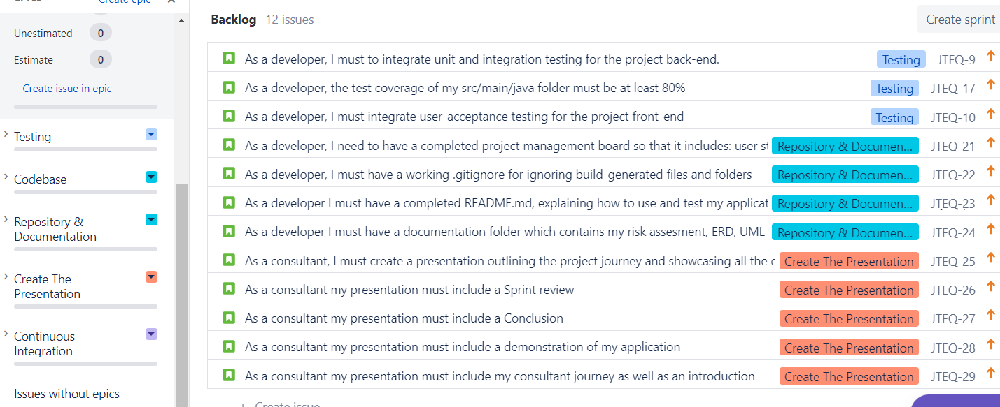 Create epic
Unestimated 0
Estimate 0
Create issue in epic
Testing
Codebase
Repository &
Documentation
Create The
Presentation
Continuous
Integration
Issues without epics
Backlog 12 issues
Create sprint
As a developer, I must to integrate unit and integration testing for the project back-end. Testing JTEQ-9
As a developer, the test coverage of my src/main/java folder must be at least 80% Testing JTEQ-17
As a developer, I must integrate user-acceptance testing for the project front-end Testing JTEQ-10
As a developer, I need to have a completed project management board so that it includes: user Repository & Documen... JTEQ-21
As a developer, I must have a working .gitignore for ignoring build-generated files and folders Repository & Documen... JTEQ-22
As a developer I must have a completed README.md, explaining how to use and test my applicat Repository & Documen... JTEQ-23
As a developer I must have a documentation folder which contains my risk assesment, ERD, UML Repository & Documen... JTEQ-24
As a consultant, I must create a presentation outlining the project journey and showcasing all the Create The Presentation JTEQ-25
As a consultant my presentation must include a Sprint review Create The Presentation JTEQ-26
As a consultant my presentation must include a Conclusion Create The Presentation JTEQ-27
As a consultant my presentation must include a demonstration of my application Create The Presentation JTEQ-28
As a consultant my presentation must include my consultant journey as well as an introduction Create The Presentation JTEQ-29
Create issue